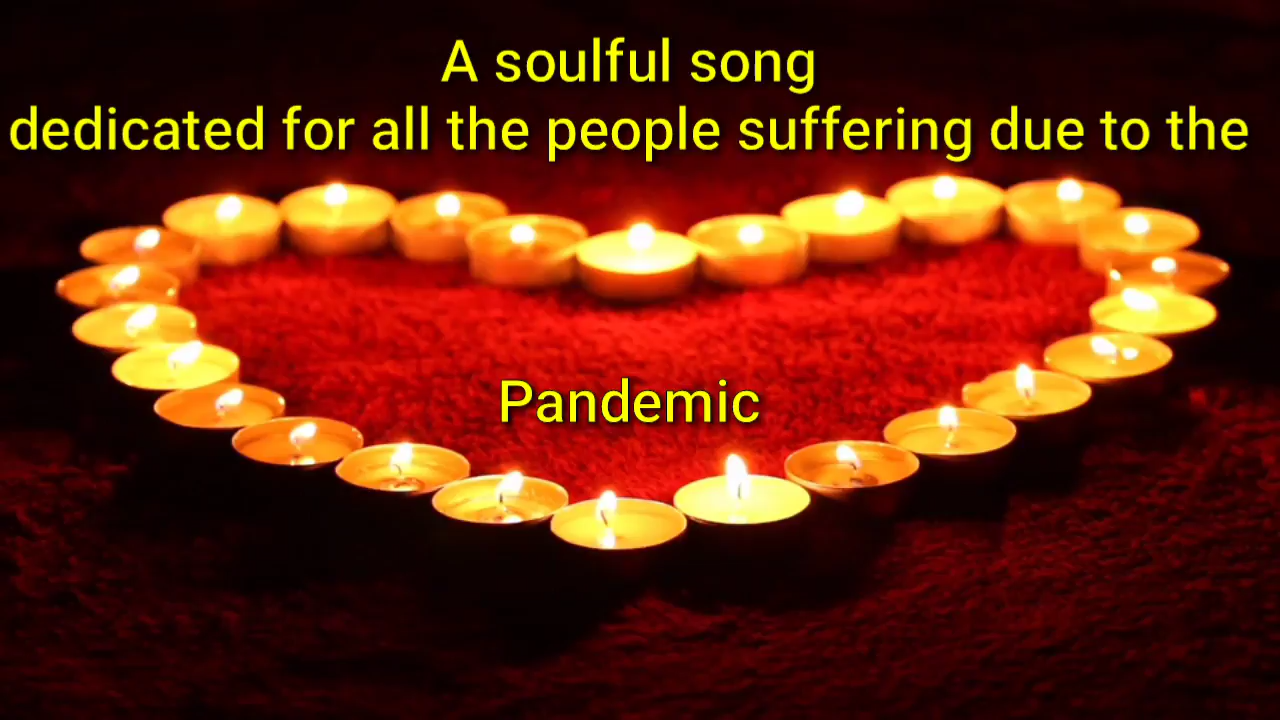 A soulful song
dedicated for all the people suffering due to the
Pandemic